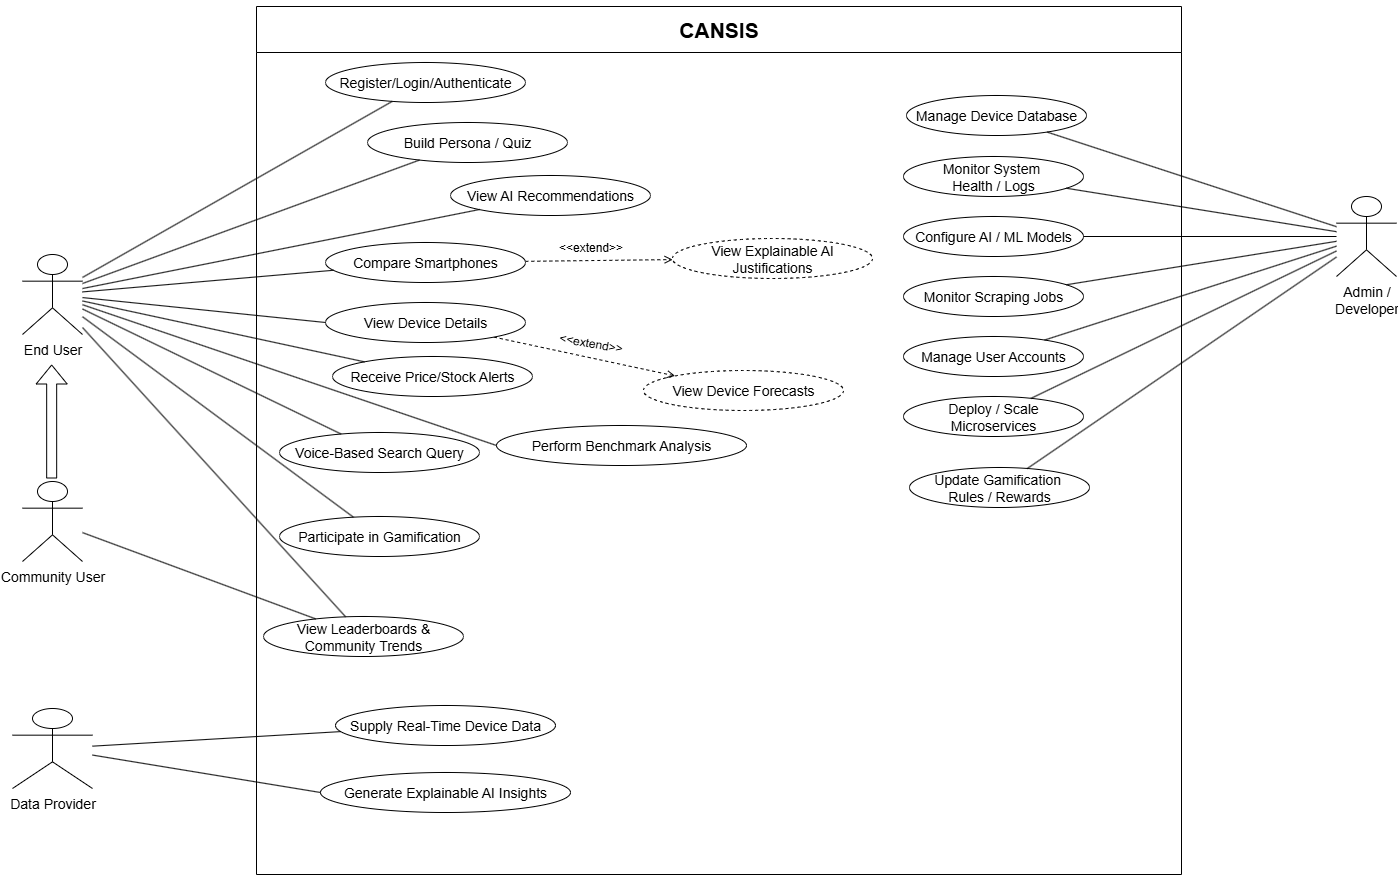 CANSIS
Register/Login/Authenticate
Build Persona / Quiz
View AI Recommendations
Compare Smartphones
<<extend>>
View Explainable AI
Justifications
View Device Details
<<extend>>
View Device Forecasts
Receive Price/Stock Alerts
Perform Benchmark Analysis
Voice-Based Search Query
Participate in Gamification
View Leaderboards &
Community Trends
Supply Real-Time Device Data
Generate Explainable AI Insights
End User
Community User
Data Provider
Manage Device Database
Monitor System
Health / Logs
Configure AI / ML Models
Monitor Scraping Jobs
Manage User Accounts
Deploy / Scale
Microservices
Update Gamification
Rules / Rewards
Admin /
Developer